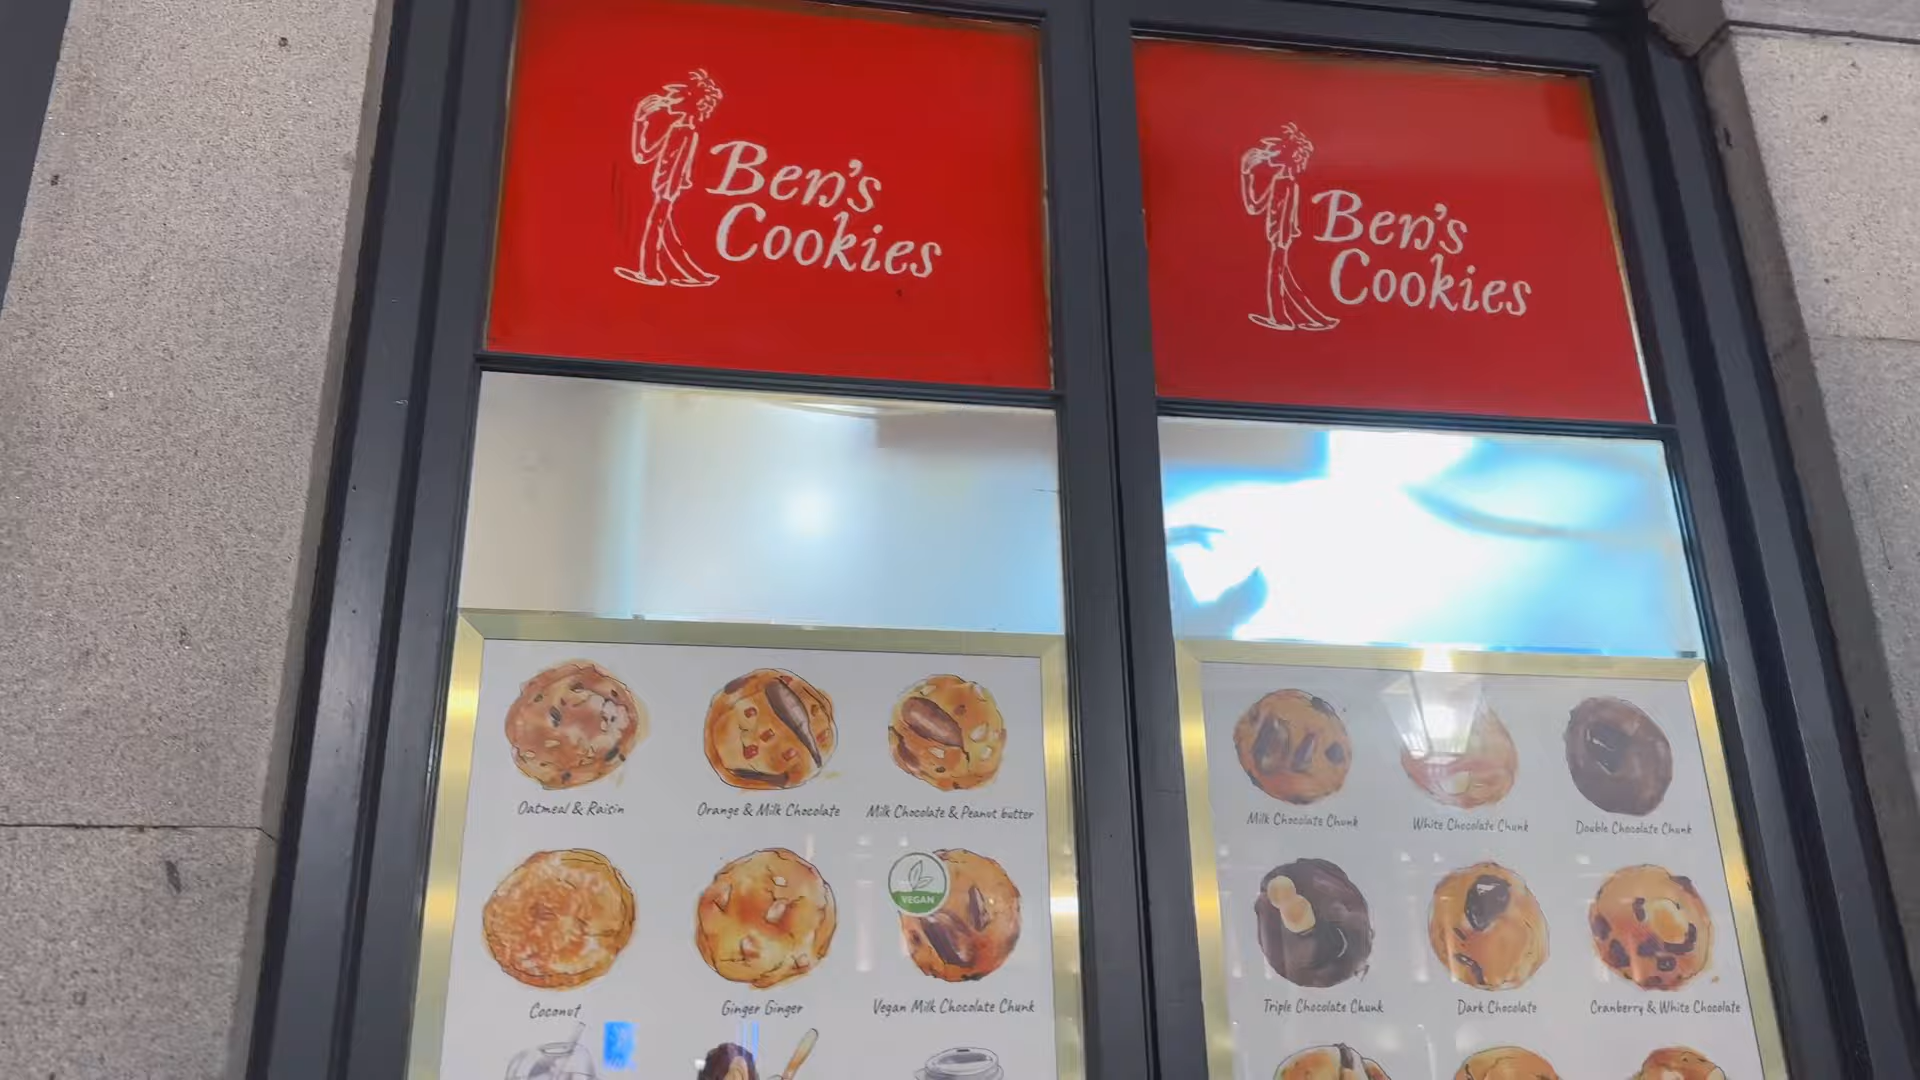 Ben's
Cookies
Ben's
Cookies
Oatmeal & Raisin
Orange & Milk Chocolate
Milk Chocolate & Peanut butter
Coconut
Ginger Ginger
VEGAN
Vegan Milk Chocolate Chunk
Milk Chocolate Chunk
White Chocolate Chunk
Double Chocolate Chunk
Triple Chocolate Chunk
Dark Chocolate
Cranberry & White Chocolate